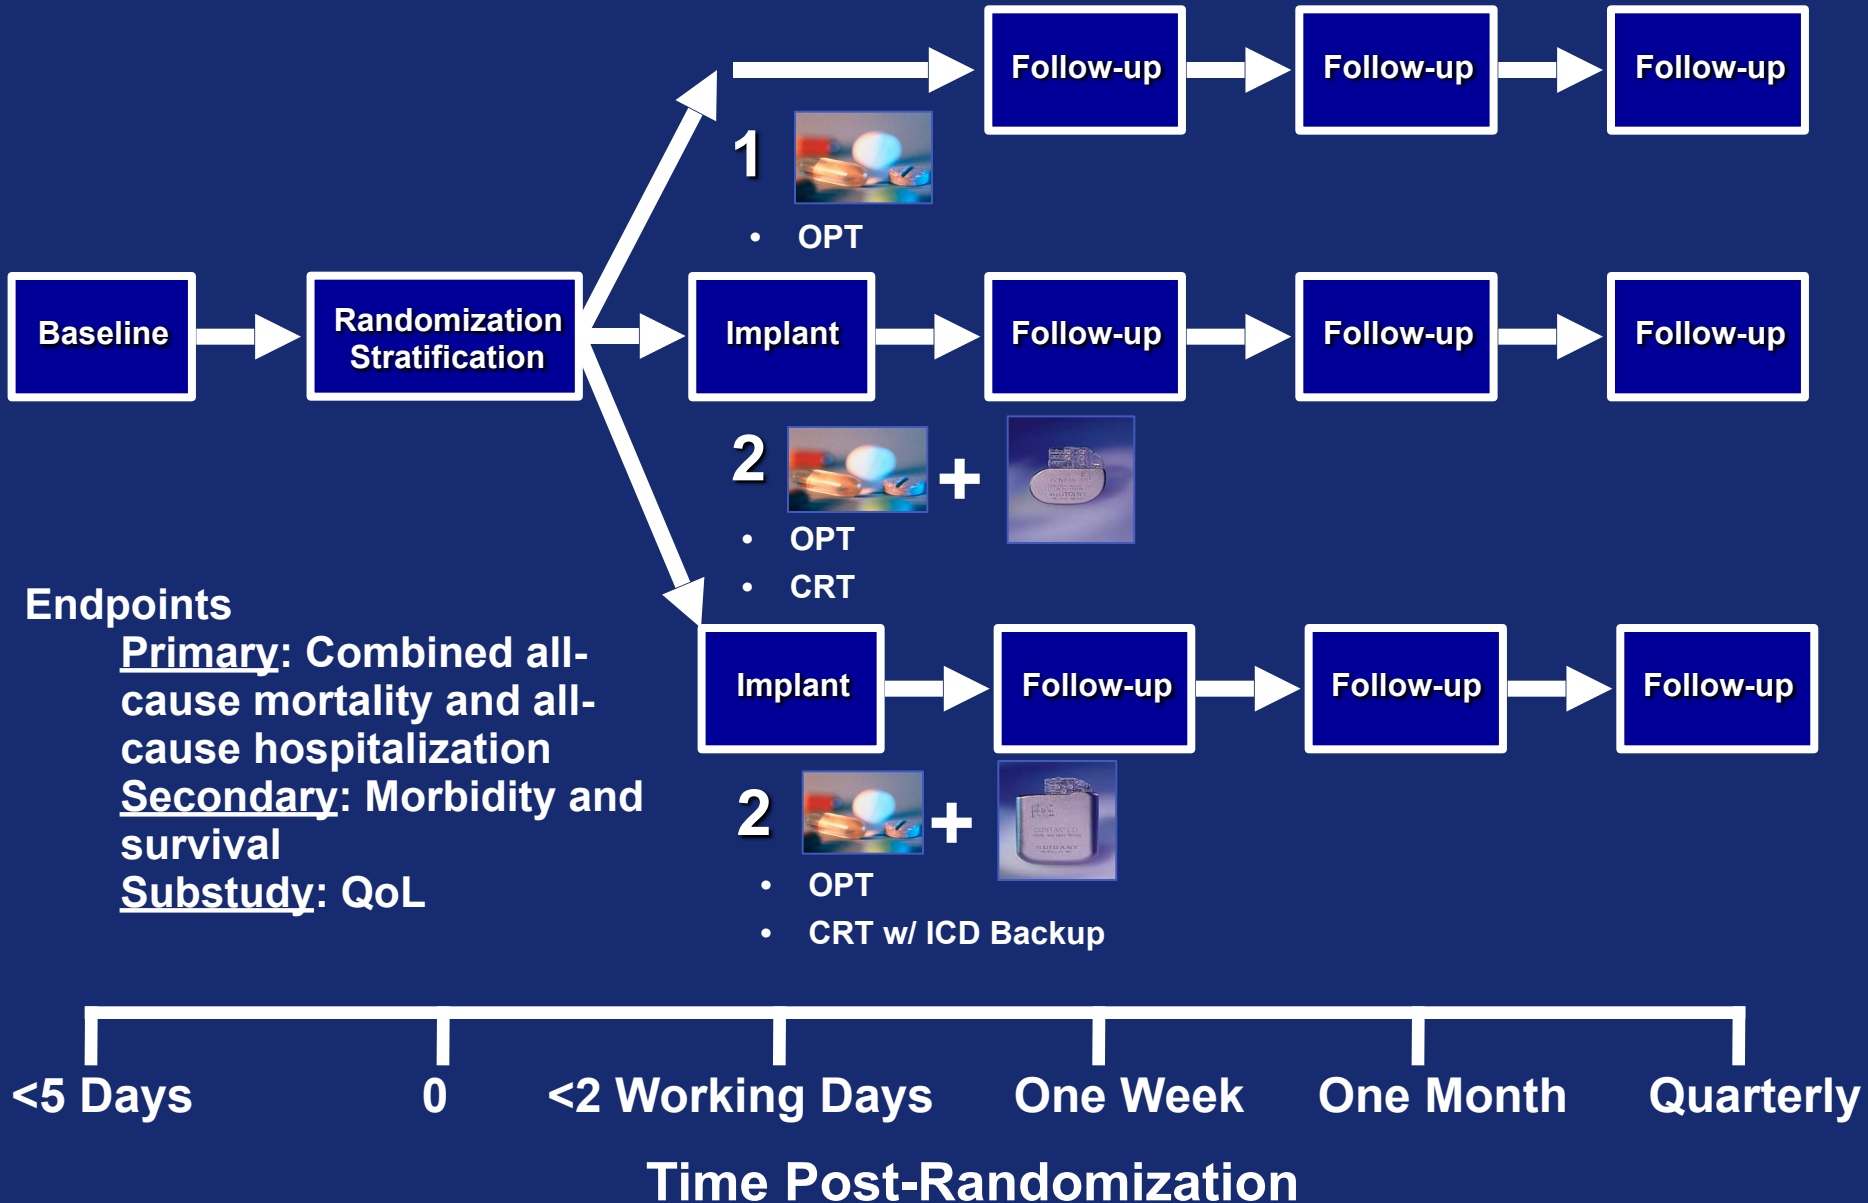 Follow-up
Follow-up
Follow-up
1
• OPT
Baseline
Randomization
Stratification
Implant
Follow-up
Follow-up
Follow-up
2
+
• OPT
• CRT
Endpoints
Primary: Combined all-
cause mortality and all-
cause hospitalization
Secondary: Morbidity and
survival
Substudy: QoL
Implant
Follow-up
Follow-up
Follow-up
2
+
• OPT
• CRT w/ ICD Backup
<5 Days
0
<2 Working Days
One Week
One Month
Quarterly
Time Post-Randomization